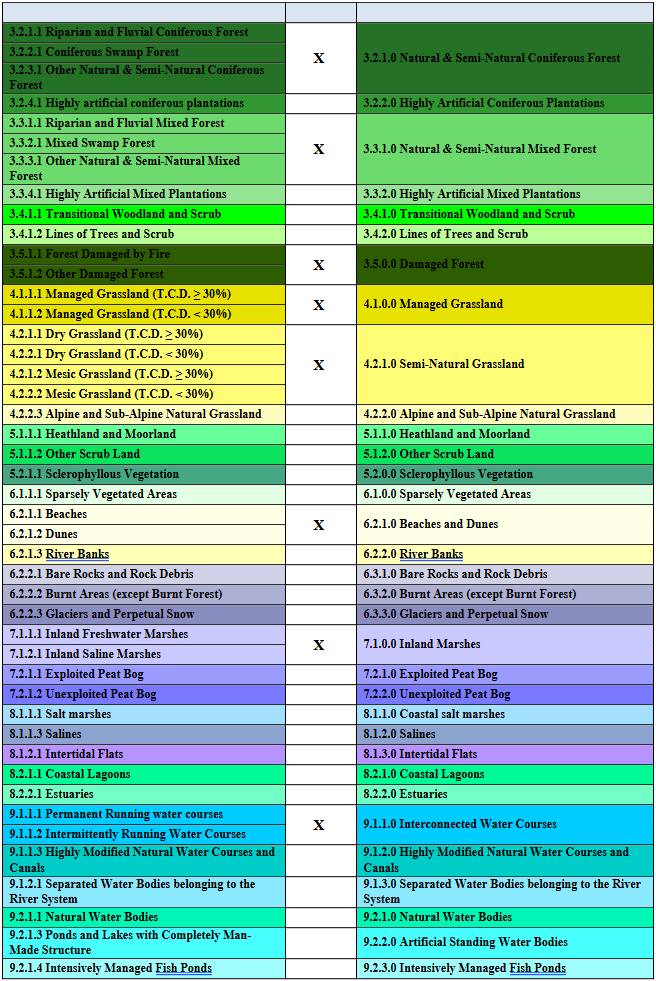 3.2.1.1 Riparian and Fluvial Coniferous Forest
3.2.2.1 Coniferous Swamp Forest
3.2.3.1 Other Natural & Semi-Natural Coniferous
Forest
X
3.2.1.0 Natural & Semi-Natural Coniferous Forest
3.2.4.1 Highly artificial coniferous plantations
3.2.2.0 Highly Artificial Coniferous Plantations
3.3.1.1 Riparian and Fluvial Mixed Forest
3.3.2.1 Mixed Swamp Forest
3.3.3.1 Other Natural & Semi-Natural Mixed
Forest
X
3.3.1.0 Natural & Semi-Natural Mixed Forest
3.3.4.1 Highly Artificial Mixed Plantations
3.3.2.0 Highly Artificial Mixed Plantations
3.4.1.1 Transitional Woodland and Scrub
3.4.1.0 Transitional Woodland and Scrub
3.4.1.2 Lines of Trees and Scrub
3.4.2.0 Lines of Trees and Scrub
3.5.1.1 Forest Damaged by Fire
3.5.1.2 Other Damaged Forest
X
3.5.0.0 Damaged Forest
4.1.1.1 Managed Grassland (T.C.D. ≥ 30%)
4.1.1.2 Managed Grassland (T.C.D. < 30%)
X
4.1.0.0 Managed Grassland
4.2.1.1 Dry Grassland (T.C.D. ≥ 30%)
4.2.2.1 Dry Grassland (T.C.D. < 30%)
4.2.1.2 Mesic Grassland (T.C.D. ≥ 30%)
4.2.2.2 Mesic Grassland (T.C.D. < 30%)
X
4.2.1.0 Semi-Natural Grassland
4.2.2.3 Alpine and Sub-Alpine Natural Grassland
4.2.2.0 Alpine and Sub-Alpine Natural Grassland
5.1.1.1 Heathland and Moorland
5.1.1.0 Heathland and Moorland
5.1.1.2 Other Scrub Land
5.1.2.0 Other Scrub Land
5.2.1.1 Sclerophyllous Vegetation
5.2.0.0 Sclerophyllous Vegetation
6.1.1.1 Sparsely Vegetated Areas
6.1.0.0 Sparsely Vegetated Areas
6.2.1.1 Beaches
6.2.1.2 Dunes
X
6.2.1.0 Beaches and Dunes
6.2.1.3 River Banks
6.2.2.0 River Banks
6.2.2.1 Bare Rocks and Rock Debris
6.3.1.0 Bare Rocks and Rock Debris
6.2.2.2 Burnt Areas (except Burnt Forest)
6.3.2.0 Burnt Areas (except Burnt Forest)
6.2.2.3 Glaciers and Perpetual Snow
6.3.3.0 Glaciers and Perpetual Snow
7.1.1.1 Inland Freshwater Marshes
7.1.2.1 Inland Saline Marshes
X
7.1.0.0 Inland Marshes
7.2.1.1 Exploited Peat Bog
7.2.1.0 Exploited Peat Bog
7.2.1.2 Unexploited Peat Bog
7.2.2.0 Unexploited Peat Bog
8.1.1.1 Salt marshes
8.1.1.0 Coastal salt marshes
8.1.1.3 Salines
8.1.2.0 Salines
8.1.2.1 Intertidal Flats
8.1.3.0 Intertidal Flats
8.2.1.1 Coastal Lagoons
8.2.1.0 Coastal Lagoons
8.2.2.1 Estuaries
8.2.2.0 Estuaries
9.1.1.1 Permanent Running water courses
9.1.1.2 Intermittently Running Water Courses
X
9.1.1.0 Interconnected Water Courses
9.1.1.3 Highly Modified Natural Water Courses and
Canals
9.1.2.0 Highly Modified Natural Water Courses and
Canals
9.1.2.1 Separated Water Bodies belonging to the
River System
9.1.3.0 Separated Water Bodies belonging to the River
System
9.2.1.1 Natural Water Bodies
9.2.1.0 Natural Water Bodies
9.2.1.3 Ponds and Lakes with Completely Man-
Made Structure
9.2.2.0 Artificial Standing Water Bodies
9.2.1.4 Intensively Managed Fish Ponds
9.2.3.0 Intensively Managed Fish Ponds